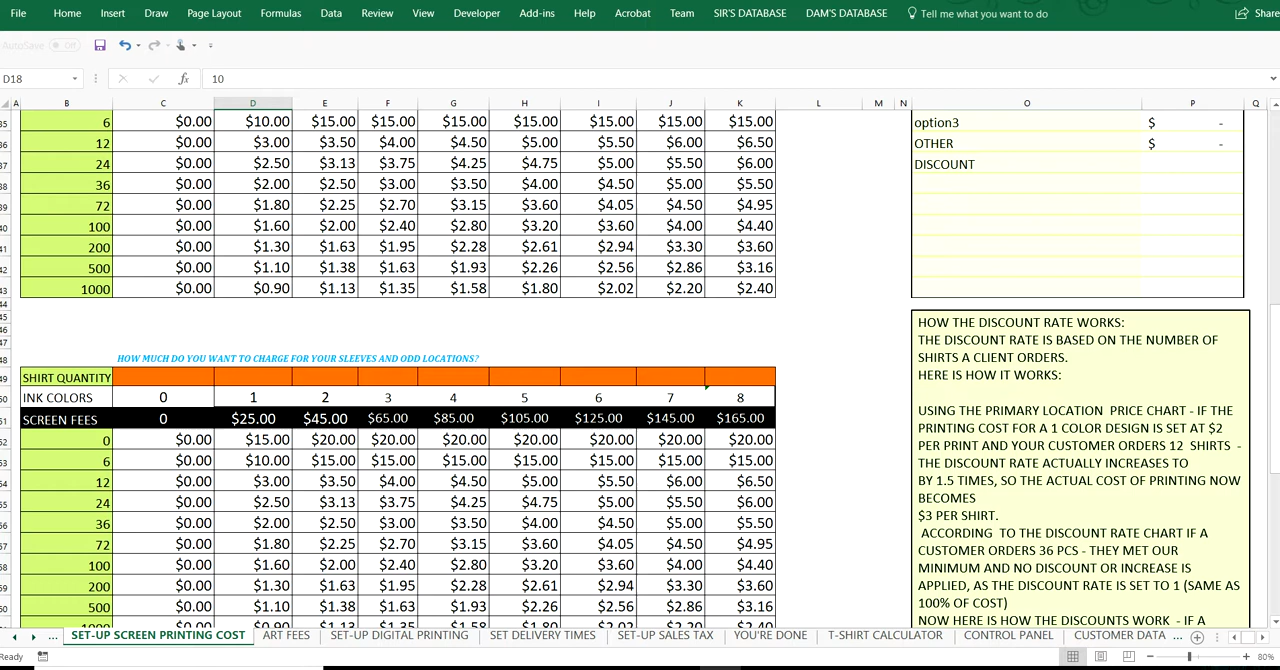 File Home Insert Draw Page Layout Formulas Data Review View Developer Add-ins Help Acrobat Team SIR'S DATABASE DAM'S DATABASE Tell me what you want to do Share
AutoSave Off
D18 fx 10
A B C D E F G H I J K L M N O P Q
35 6 $0.00 $10.00 $15.00 $15.00 $15.00 $15.00 $15.00 $15.00 $15.00
36 12 $0.00 $3.00 $3.50 $4.00 $4.50 $5.00 $5.50 $6.00 $6.50
37 24 $0.00 $2.50 $3.13 $3.75 $4.25 $4.75 $5.00 $5.50 $6.00
38 36 $0.00 $2.00 $2.50 $3.00 $3.50 $4.00 $4.50 $5.00 $5.50
39 72 $0.00 $1.80 $2.25 $2.70 $3.15 $3.60 $4.05 $4.50 $4.95
40 100 $0.00 $1.60 $2.00 $2.40 $2.80 $3.20 $3.60 $4.00 $4.40
41 200 $0.00 $1.30 $1.63 $1.95 $2.28 $2.61 $2.94 $3.30 $3.60
42 500 $0.00 $1.10 $1.38 $1.63 $1.93 $2.26 $2.56 $2.86 $3.16
43 1000 $0.00 $0.90 $1.13 $1.35 $1.58 $1.80 $2.02 $2.20 $2.40
44
45
46
47
48 HOW MUCH DO YOU WANT TO CHARGE FOR YOUR SLEEVES AND ODD LOCATIONS?
49 SHIRT QUANTITY
50 INK COLORS 0 1 2 3 4 5 6 7 8
51 SCREEN FEES 0 $25.00 $45.00 $65.00 $85.00 $105.00 $125.00 $145.00 $165.00
52 0 $0.00 $15.00 $20.00 $20.00 $20.00 $20.00 $20.00 $20.00 $20.00
53 6 $0.00 $10.00 $15.00 $15.00 $15.00 $15.00 $15.00 $15.00 $15.00
54 12 $0.00 $3.00 $3.50 $4.00 $4.50 $5.00 $5.50 $6.00 $6.50
55 24 $0.00 $2.50 $3.13 $3.75 $4.25 $4.75 $5.00 $5.50 $6.00
56 36 $0.00 $2.00 $2.50 $3.00 $3.50 $4.00 $4.50 $5.00 $5.50
57 72 $0.00 $1.80 $2.25 $2.70 $3.15 $3.60 $4.05 $4.50 $4.95
58 100 $0.00 $1.60 $2.00 $2.40 $2.80 $3.20 $3.60 $4.00 $4.40
59 200 $0.00 $1.30 $1.63 $1.95 $2.28 $2.61 $2.94 $3.30 $3.60
60 500 $0.00 $1.10 $1.38 $1.63 $1.93 $2.26 $2.56 $2.86 $3.16
option3 $ -
OTHER $ -
DISCOUNT
HOW THE DISCOUNT RATE WORKS:
THE DISCOUNT RATE IS BASED ON THE NUMBER OF
SHIRTS A CLIENT ORDERS.
HERE IS HOW IT WORKS:
USING THE PRIMARY LOCATION PRICE CHART - IF THE
PRINTING COST FOR A 1 COLOR DESIGN IS SET AT $2
PER PRINT AND YOUR CUSTOMER ORDERS 12 SHIRTS -
THE DISCOUNT RATE ACTUALLY INCREASES TO
BY 1.5 TIMES, SO THE ACTUAL COST OF PRINTING NOW
BECOMES
$3 PER SHIRT.
ACCORDING TO THE DISCOUNT RATE CHART IF A
CUSTOMER ORDERS 36 PCS - THEY MET OUR
MINIMUM AND NO DISCOUNT OR INCREASE IS
APPLIED, AS THE DISCOUNT RATE IS SET TO 1 (SAME AS
100% OF COST)
NOW HERE IS HOW THE DISCOUNTS WORK - IF A
... SET-UP SCREEN PRINTING COST ART FEES SET-UP DIGITAL PRINTING SET DELIVERY TIMES SET-UP SALES TAX YOU'RE DONE T-SHIRT CALCULATOR CONTROL PANEL CUSTOMER DATA ...
Ready 80%